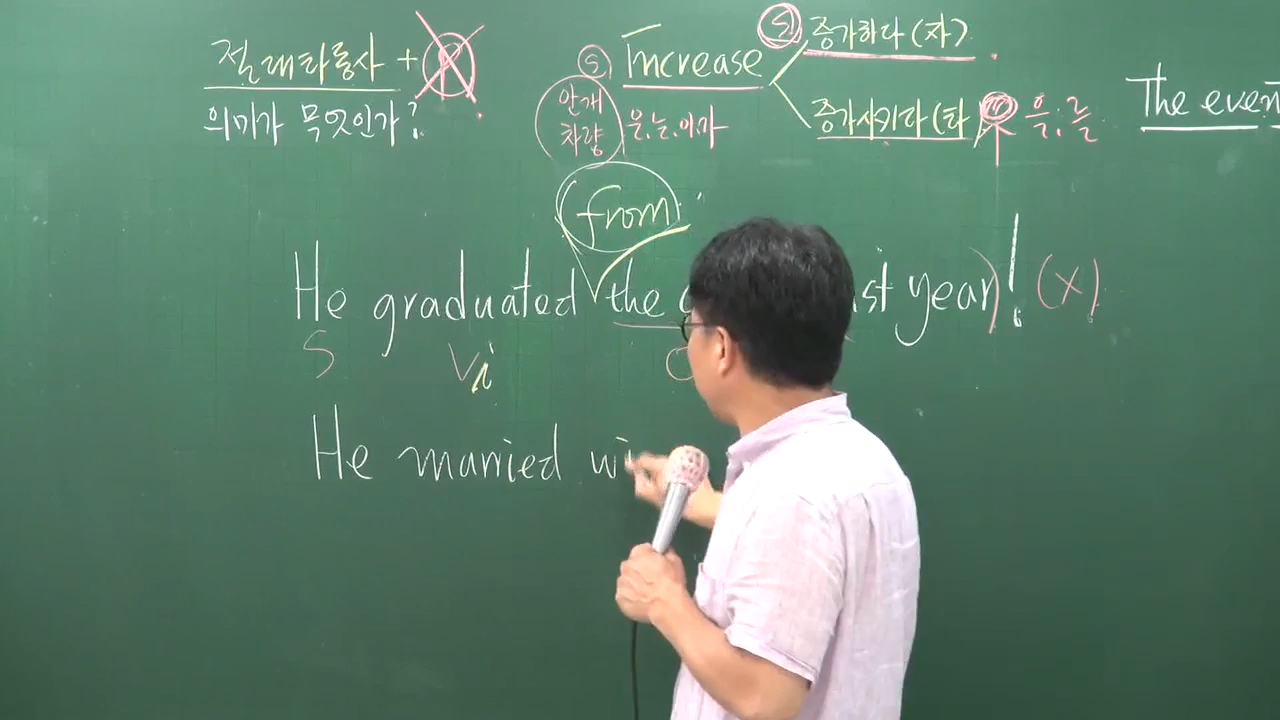 절대타동사 +
의미가 무엇인가?
S increase
증가하다 (자)
안개 차량 은.는.이.가
증가시키다 (타) 을.를
The even
from
He graduated the st year! (X)
S Vi
He married wi